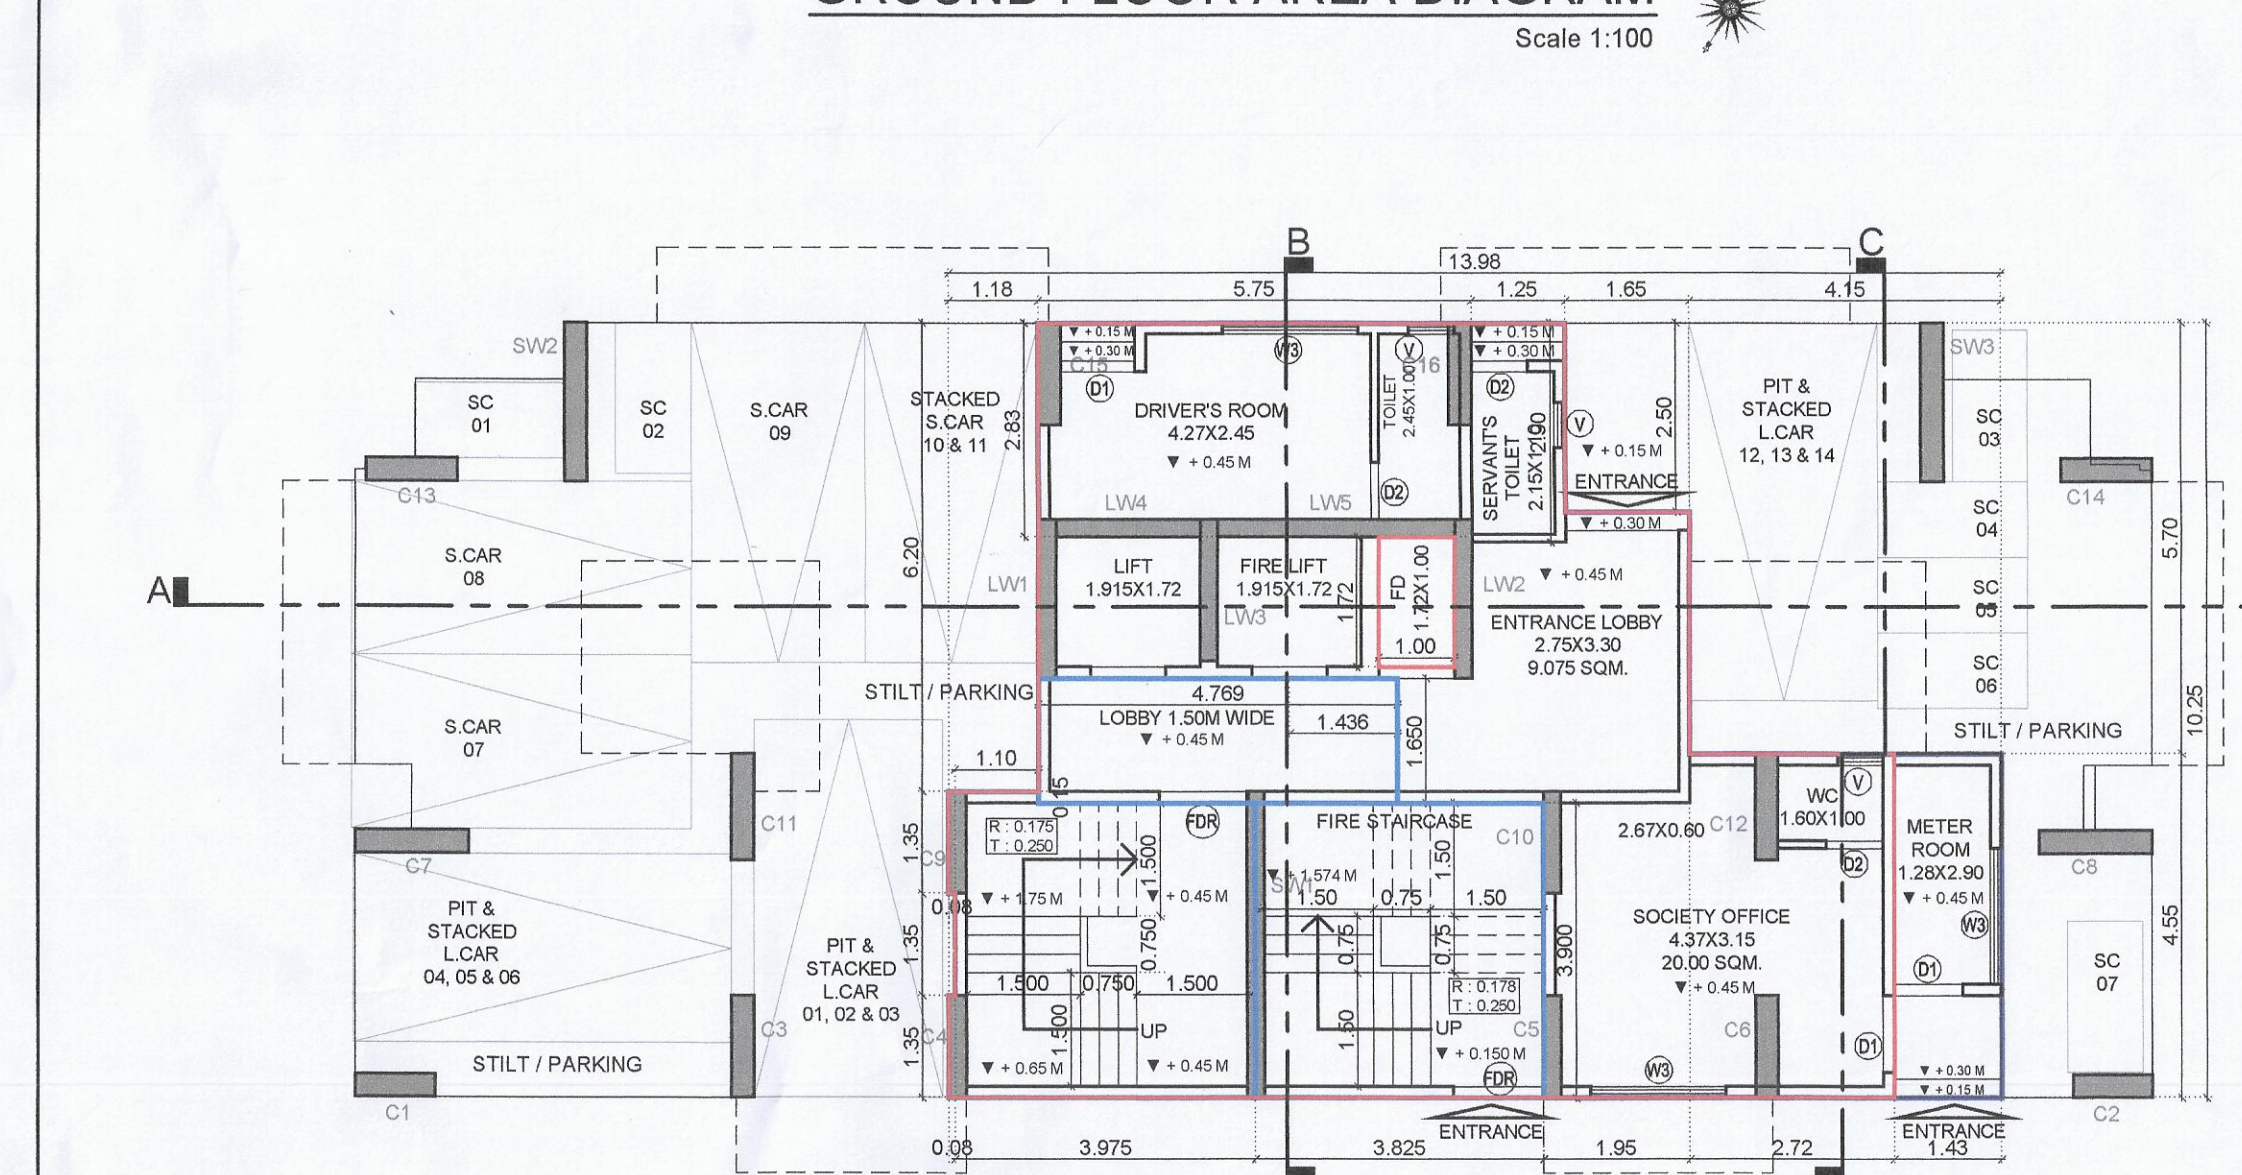 GROUND FLOOR AREA DIAGRAM
Scale 1:100
B
C
13.98
1.18
5.75
1.25
1.65
4.15
SW2
SC
01
SC
02
S.CAR
09
STACKED
S.CAR
10 & 11
2.83
▼ + 0.15 M
▼ + 0.30 M
C15
D1
W3
V
C16
▼ + 0.15 M
▼ + 0.30 M
D2
DRIVER'S ROOM
4.27X2.45
▼ + 0.45 M
TOILET
2.45X1.00
D2
SERVANT'S
TOILET
2.90
V
▼ + 0.15 M
2.50
ENTRANCE
▼ + 0.30 M
PIT &
STACKED
L.CAR
12, 13 & 14
SW3
SC
03
C14
C13
LW4
LW5
SC
04
5.70
S.CAR
08
6.20
A
LW1
LIFT
1.915X1.72
FIRE LIFT
1.915X1.72
LW3
1.72
FD
1.72X1.00
1.00
LW2
▼ + 0.45 M
ENTRANCE LOBBY
2.75X3.30
9.075 SQM.
SC
05
SC
06
10.25
STILT / PARKING
4.769
LOBBY 1.50M WIDE
▼ + 0.45 M
1.436
1.650
STILT / PARKING
S.CAR
07
1.10
0.15
C11
C7
1.35
C9
R : 0.175
T : 0.250
FDR
1.500
FIRE STAIRCASE
C10
1.50
2.67X0.60
C12
WC
1.60X1.00
V
D2
METER
ROOM
1.28X2.90
▼ + 0.45 M
W3
D1
C8
0.08
▼ + 1.75 M
▼ + 0.45 M
▼ + 1.574 M
SW1
1.50
0.75
1.50
PIT &
STACKED
L.CAR
04, 05 & 06
PIT &
STACKED
L.CAR
01, 02 & 03
1.35
0.750
0.75
0.75
3.900
SOCIETY OFFICE
4.37X3.15
20.00 SQM.
▼ + 0.45 M
4.55
SC
07
1.500
0.750
1.500
R : 0.178
T : 0.250
C3
1.35
C4
1.500
UP
1.50
UP
C5
C6
D1
STILT / PARKING
▼ + 0.65 M
▼ + 0.45 M
▼ + 0.150 M
FDR
W3
▼ + 0.30 M
▼ + 0.15 M
C1
C2
ENTRANCE
ENTRANCE
0.08
3.975
3.825
1.95
2.72
1.43